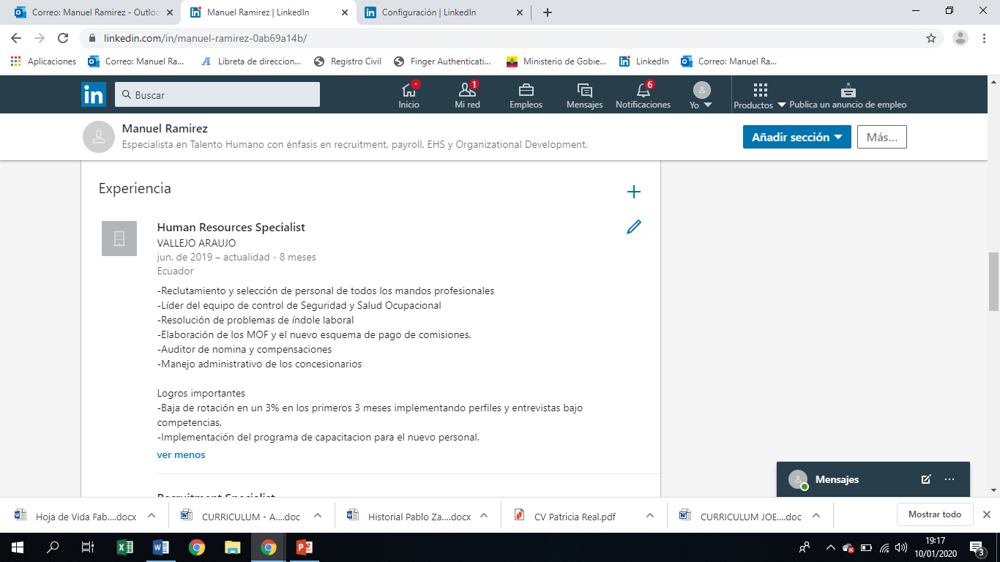 Correo: Manuel Ramirez - Outloo
Manuel Ramirez | LinkedIn
Configuración | LinkedIn
linkedin.com/in/manuel-ramirez-0ab69a14b/
Aplicaciones
Correo: Manuel Ra...
Libreta de direccion...
Registro Civil
Finger Authenticati...
Ministerio de Gobie...
LinkedIn
Correo: Manuel Ra...
in
Buscar
Inicio
1
Mi red
Empleos
Mensajes
6
Notificaciones
Yo
Productos
Publica un anuncio de empleo
Manuel Ramirez
Especialista en Talento Humano con énfasis en recruitment, payroll, EHS y Organizational Development.
Añadir sección
Más...
Experiencia
Human Resources Specialist
VALLEJO ARAUJO
jun. de 2019 – actualidad · 8 meses
Ecuador
-Reclutamiento y selección de personal de todos los mandos profesionales
-Líder del equipo de control de Seguridad y Salud Ocupacional
-Resolución de problemas de índole laboral
-Elaboración de los MOF y el nuevo esquema de pago de comisiones.
-Auditor de nomina y compensaciones
-Manejo administrativo de los concesionarios
Logros importantes
-Baja de rotación en un 3% en los primeros 3 meses implementando perfiles y entrevistas bajo
competencias.
-Implementación del programa de capacitacion para el nuevo personal.
ver menos
Recruitment Specialist
Mensajes
Hoja de Vida Fab....docx
CURRICULUM - A....doc
Historial Pablo Za....docx
CV Patricia Real.pdf
CURRICULUM JOE....doc
Mostrar todo
19:17
10/01/2020
3